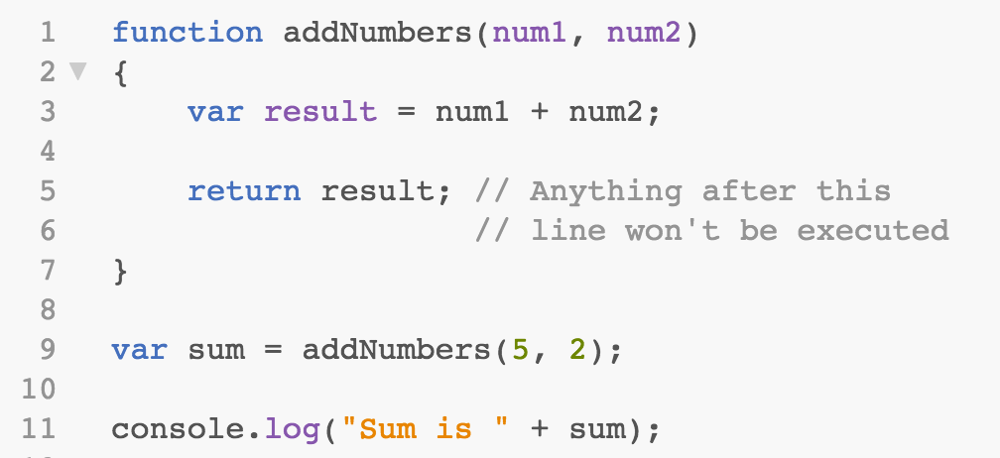 1 function addNumbers(num1, num2)
2 {
3     var result = num1 + num2;
4
5     return result; // Anything after this
6                    // line won't be executed
7 }
8
9 var sum = addNumbers(5, 2);
10
11 console.log("Sum is " + sum);